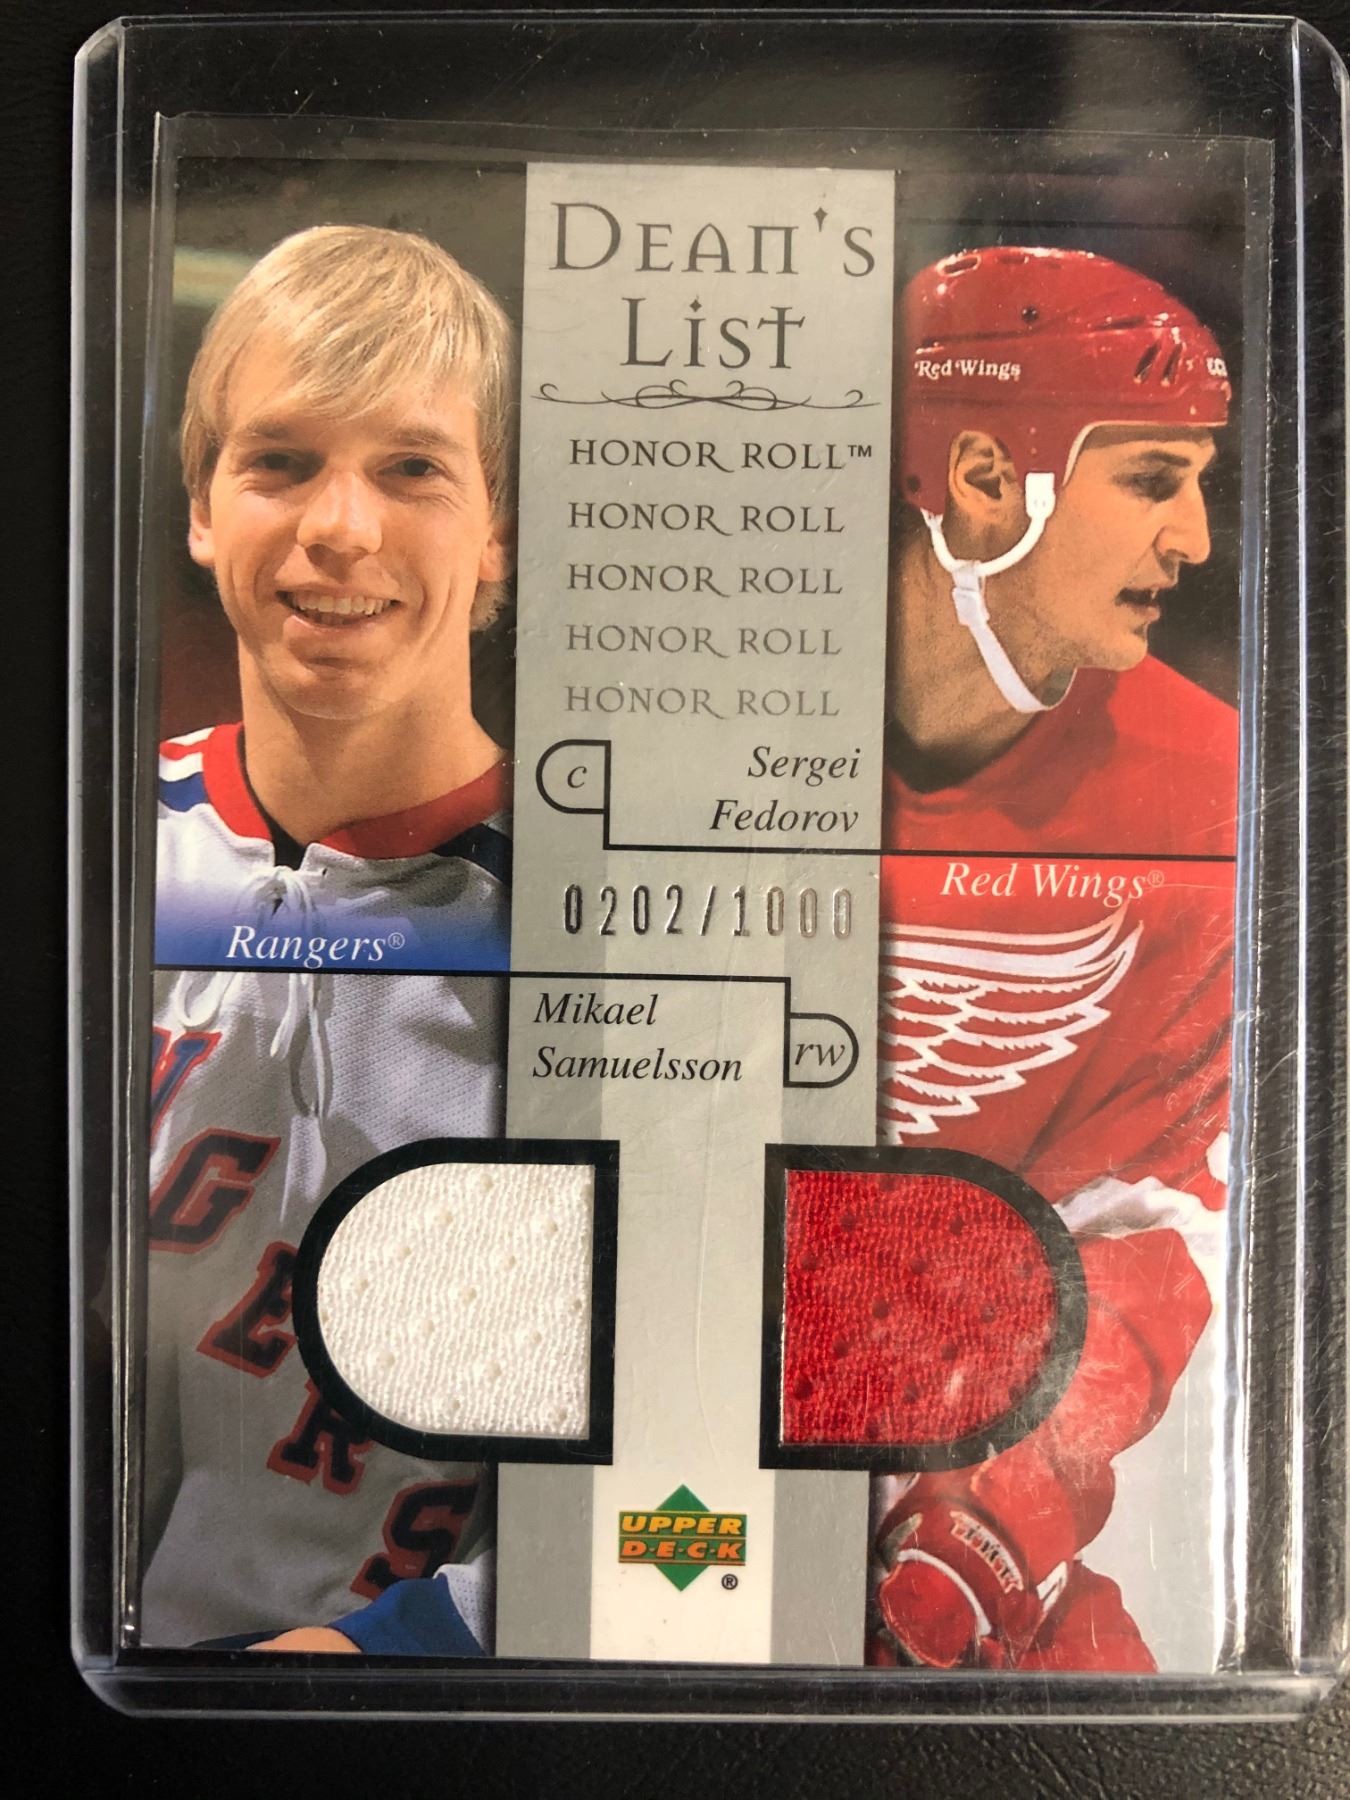 Dean's
List
HONOR ROLL™
HONOR ROLL
HONOR ROLL
HONOR ROLL
HONOR ROLL
c
Sergei
Fedorov
Red Wings®
0202/1000
Rangers®
Mikael
Samuelsson
rw
UPPER
D·E·C·K
®
Red Wings
N
G
E
R
S